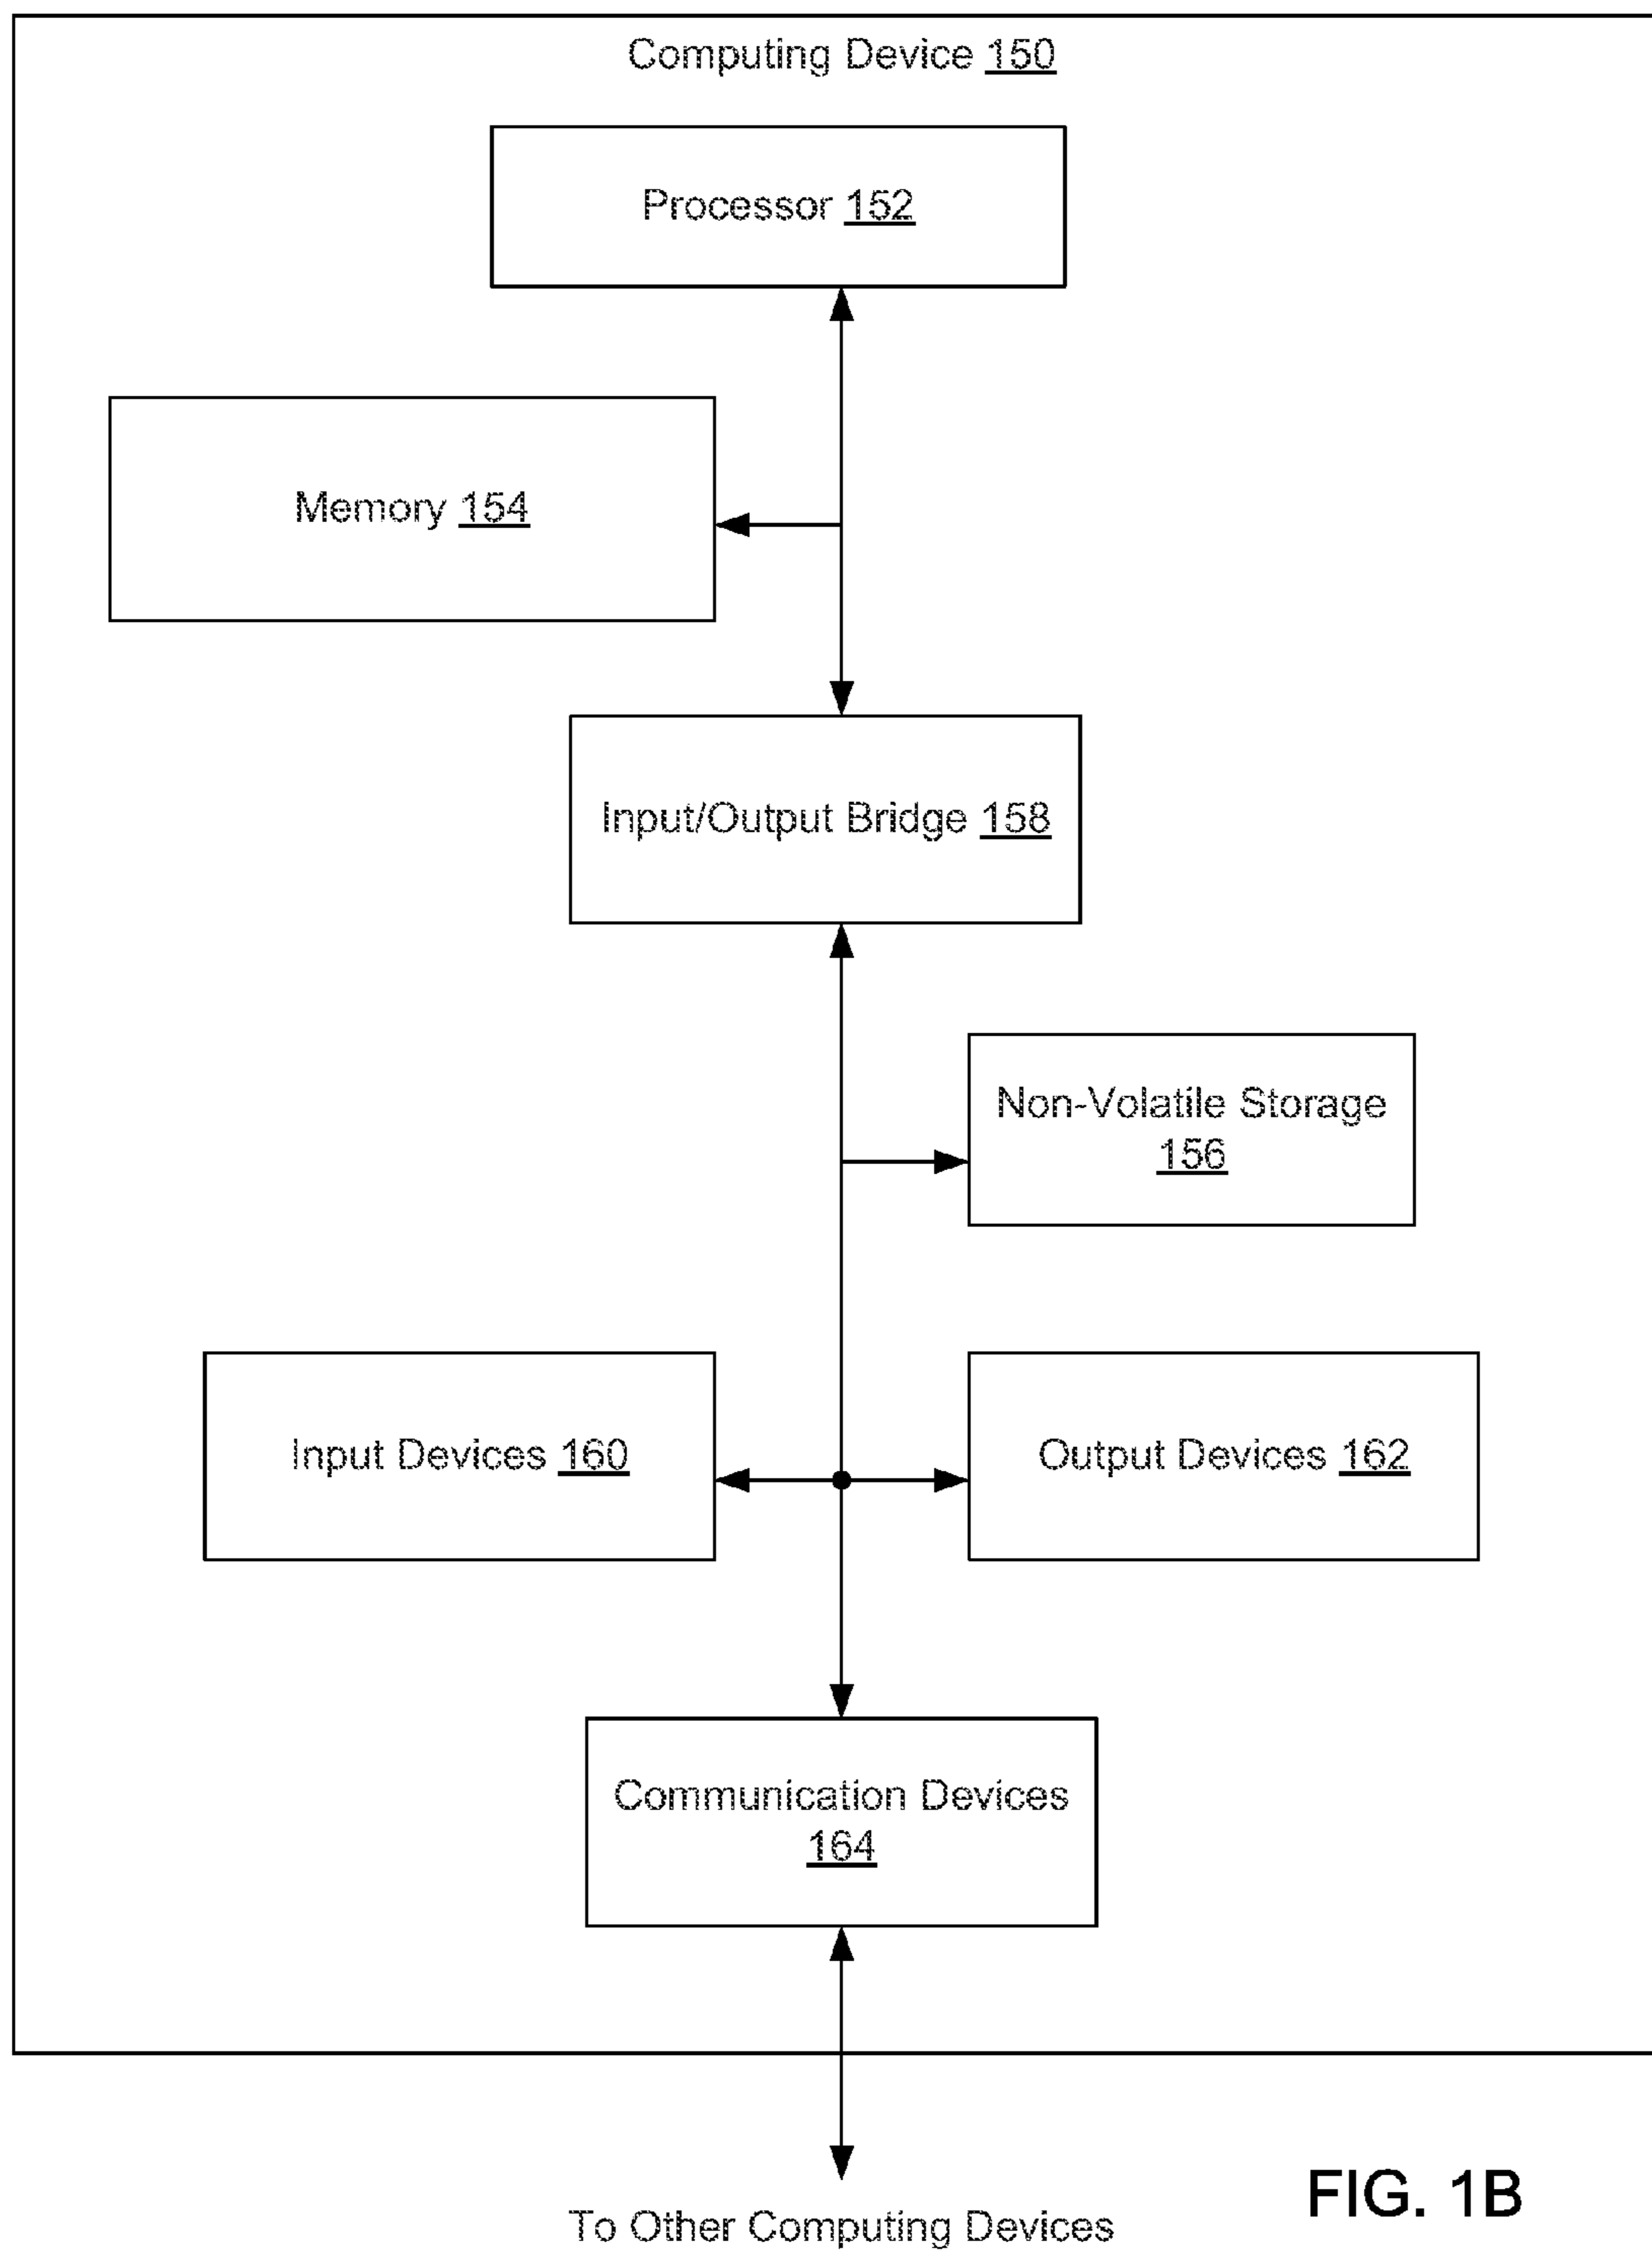 Computing Device 150
Processor 152
Memory 154
Input/Output Bridge 158
Non-Volatile Storage
156
Input Devices 160
Output Devices 162
Communication Devices
164
To Other Computing Devices
FIG. 1B